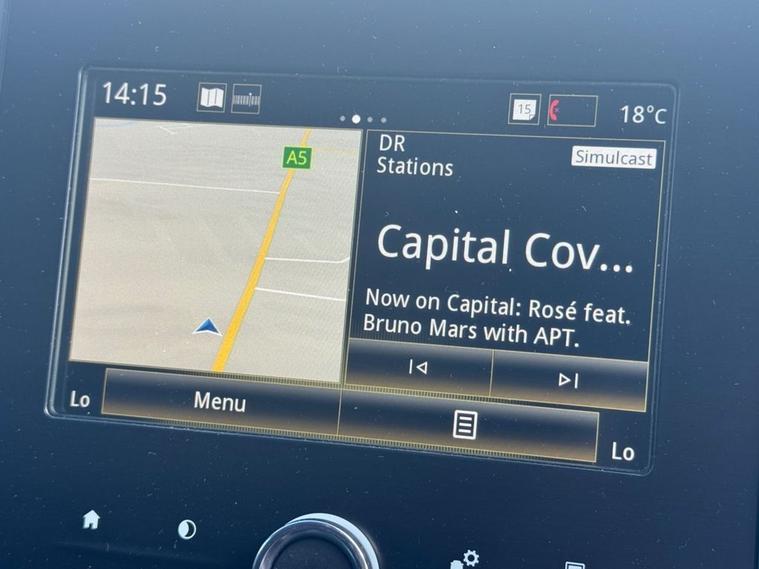 14:15
15
18°C
A5
DR
Stations
Simulcast
Capital Cov...
Now on Capital: Rosé feat.
Bruno Mars with APT.
Lo
Menu
Lo